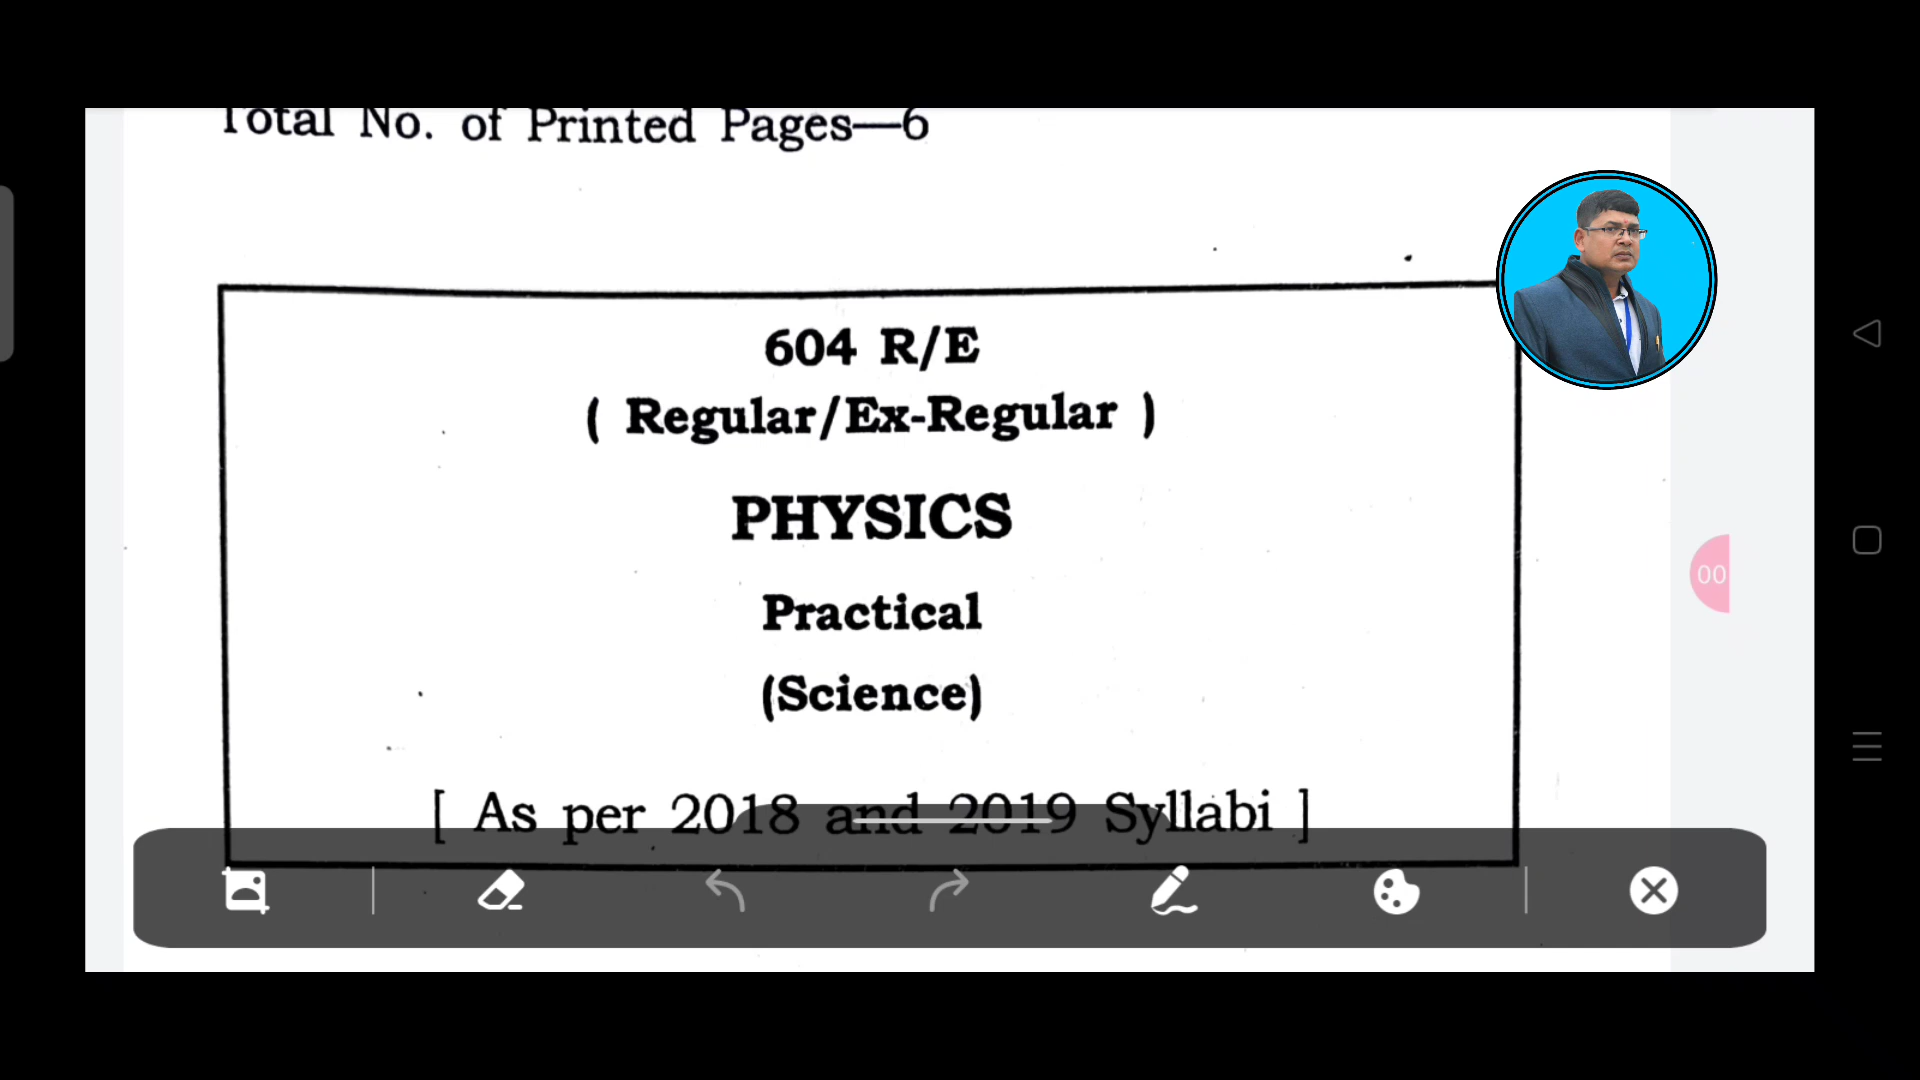 Total No. of Printed Pages—6
604 R/E
( Regular/Ex-Regular )
PHYSICS
Practical
(Science)
[ As per 2018 and 2019 Syllabi ]
00